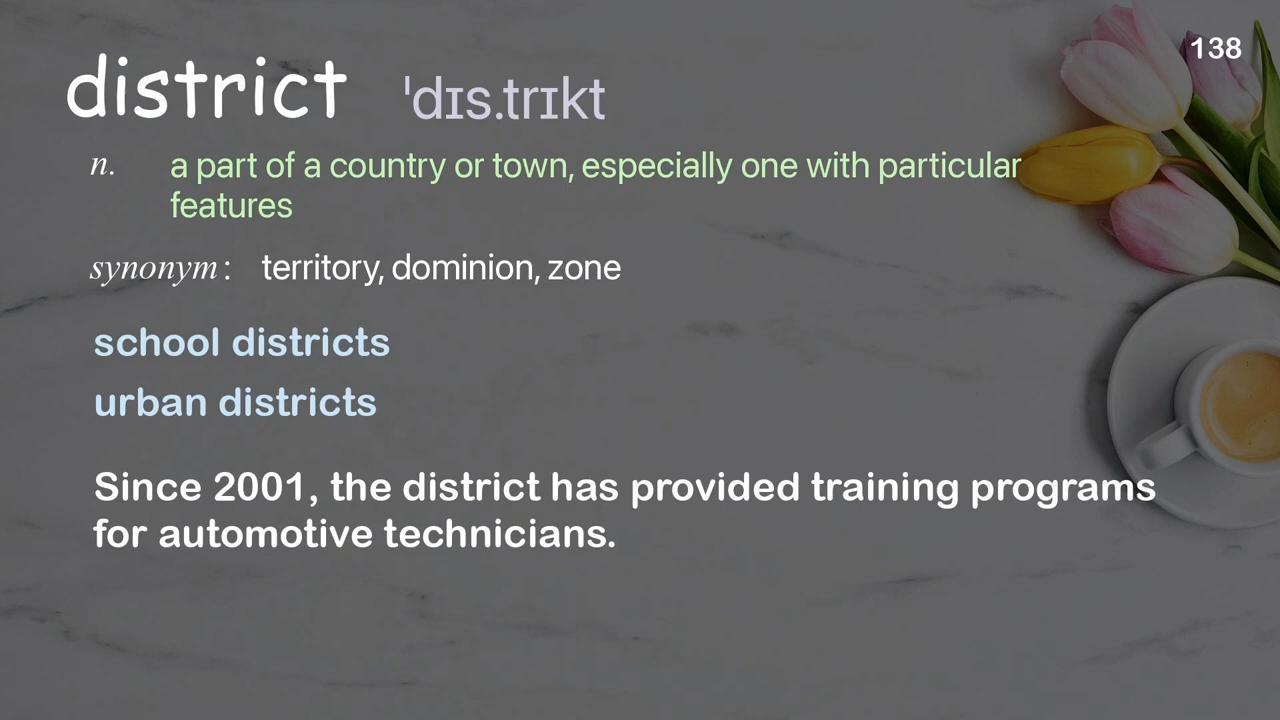 138
district ˈdɪs.trɪkt
n. a part of a country or town, especially one with particular
features
synonym: territory, dominion, zone
school districts
urban districts
Since 2001, the district has provided training programs
for automotive technicians.